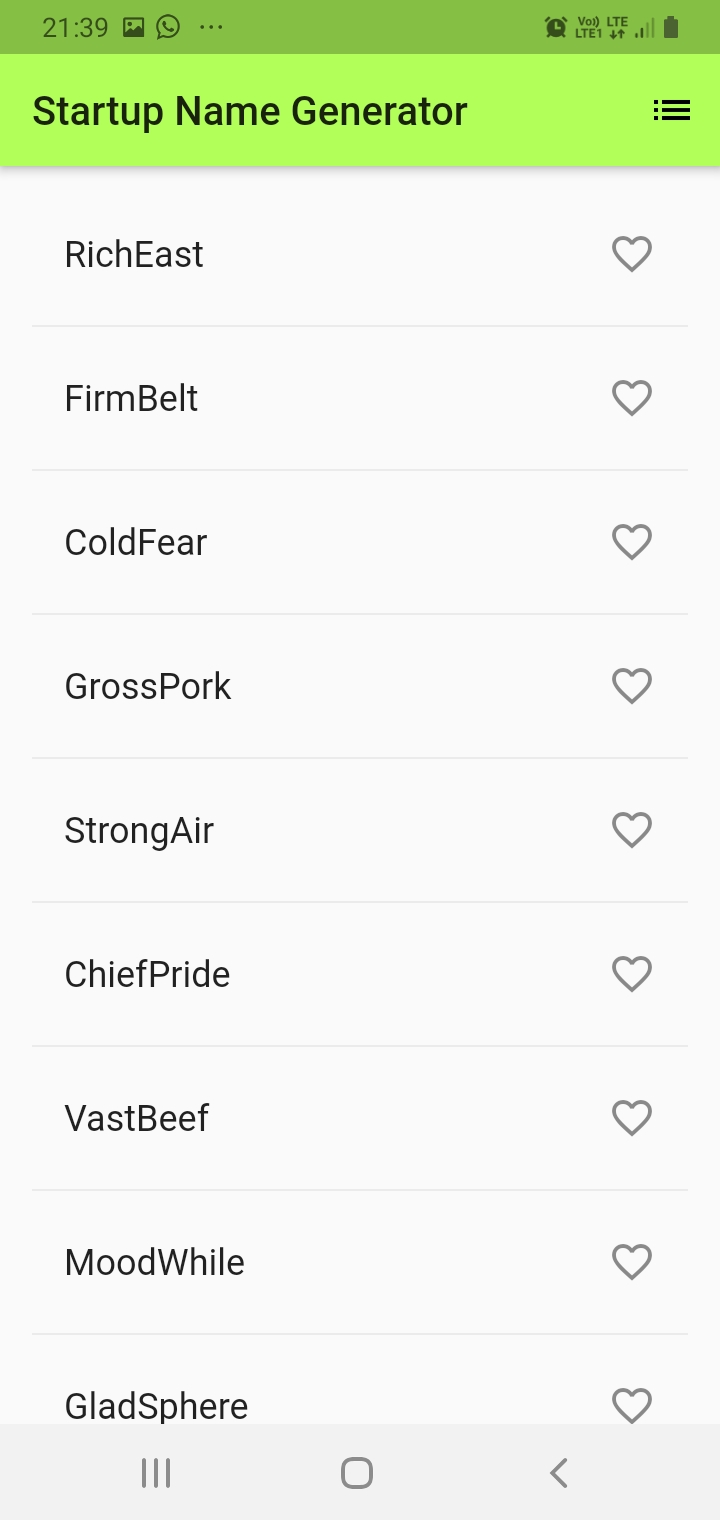 21:39
Vo)) LTE
LTE1
Startup Name Generator
RichEast
FirmBelt
ColdFear
GrossPork
StrongAir
ChiefPride
VastBeef
MoodWhile
GladSphere